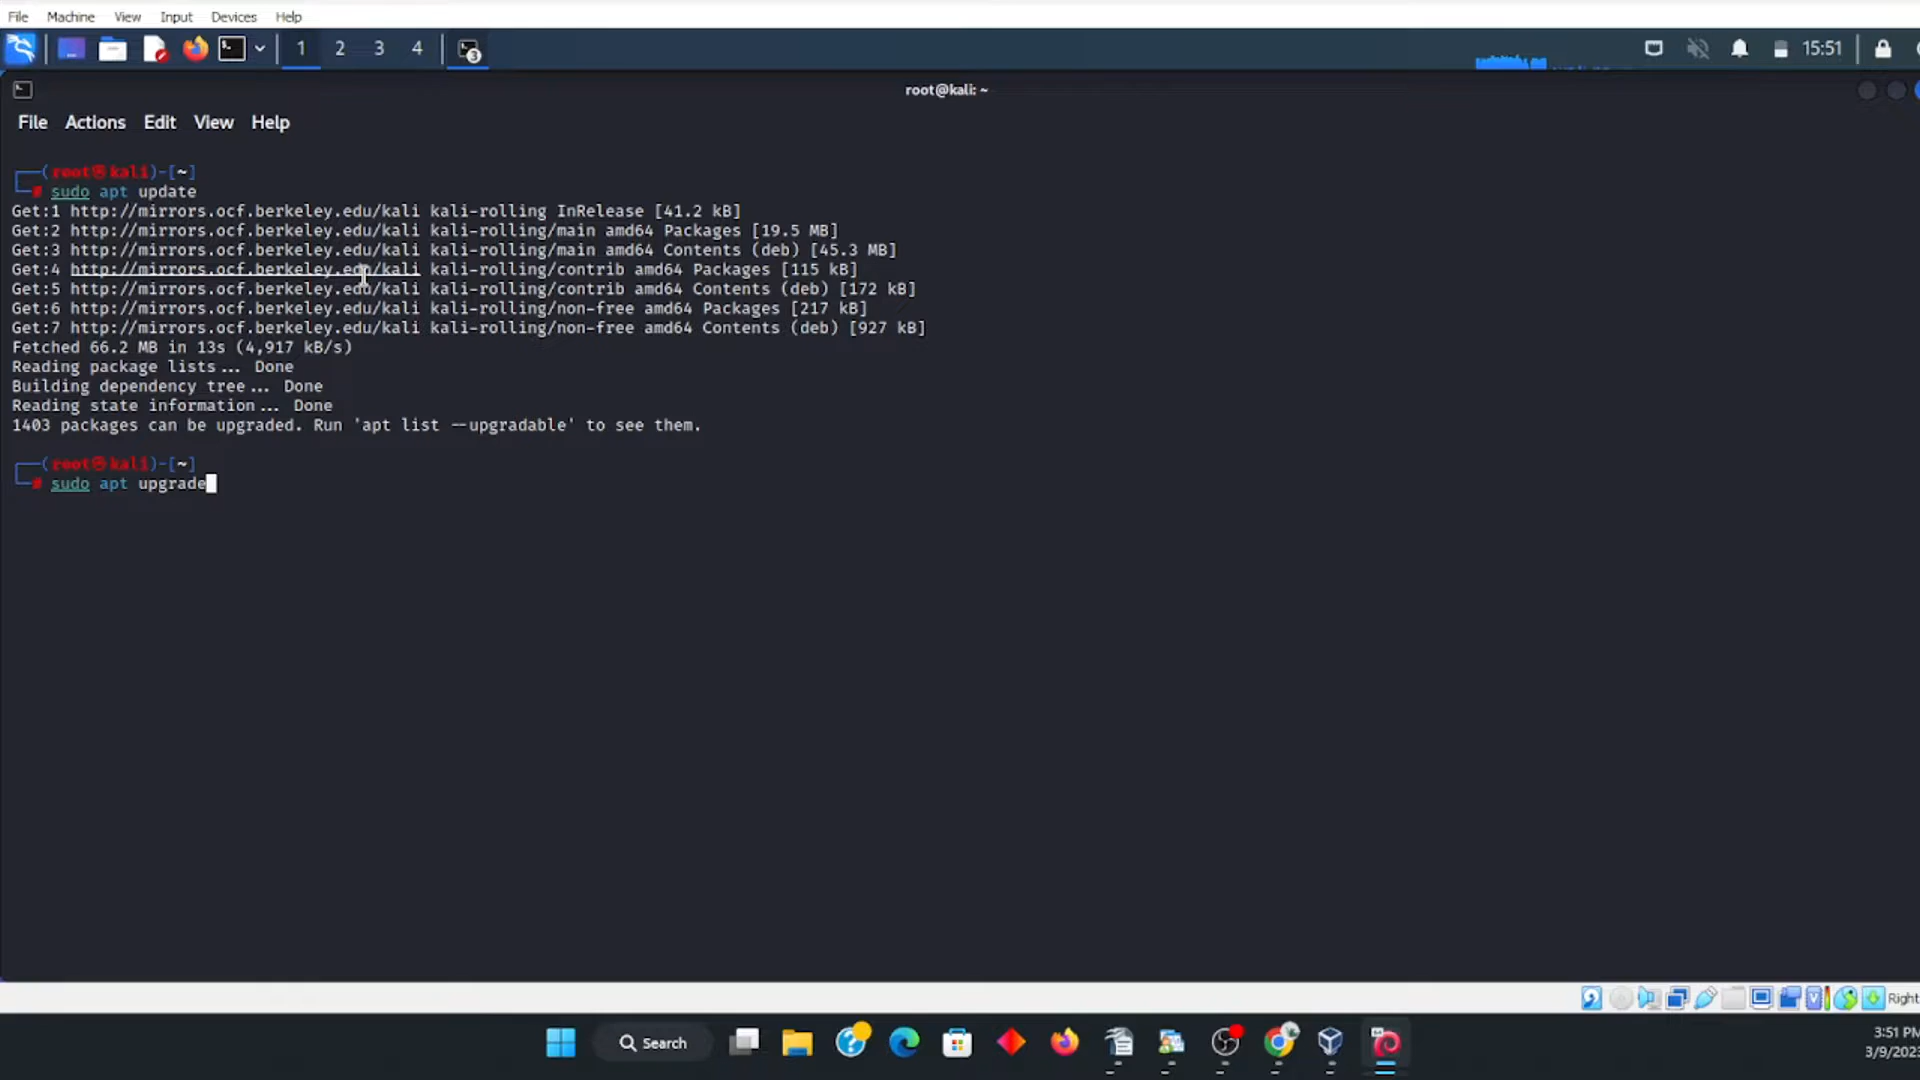 File Machine View Input Devices Help
1 2 3 4 3 15:51
root@kali: ~
File Actions Edit View Help
┌──(root㉿kali)-[~]
└─# sudo apt update
Get:1 http://mirrors.ocf.berkeley.edu/kali kali-rolling InRelease [41.2 kB]
Get:2 http://mirrors.ocf.berkeley.edu/kali kali-rolling/main amd64 Packages [19.5 MB]
Get:3 http://mirrors.ocf.berkeley.edu/kali kali-rolling/main amd64 Contents (deb) [45.3 MB]
Get:4 http://mirrors.ocf.berkeley.edu/kali kali-rolling/contrib amd64 Packages [115 kB]
Get:5 http://mirrors.ocf.berkeley.edu/kali kali-rolling/contrib amd64 Contents (deb) [172 kB]
Get:6 http://mirrors.ocf.berkeley.edu/kali kali-rolling/non-free amd64 Packages [217 kB]
Get:7 http://mirrors.ocf.berkeley.edu/kali kali-rolling/non-free amd64 Contents (deb) [927 kB]
Fetched 66.2 MB in 13s (4,917 kB/s)
Reading package lists... Done
Building dependency tree... Done
Reading state information... Done
1403 packages can be upgraded. Run 'apt list --upgradable' to see them.
┌──(root㉿kali)-[~]
└─# sudo apt upgrade
Right
Search
3:51 PM
3/9/2023